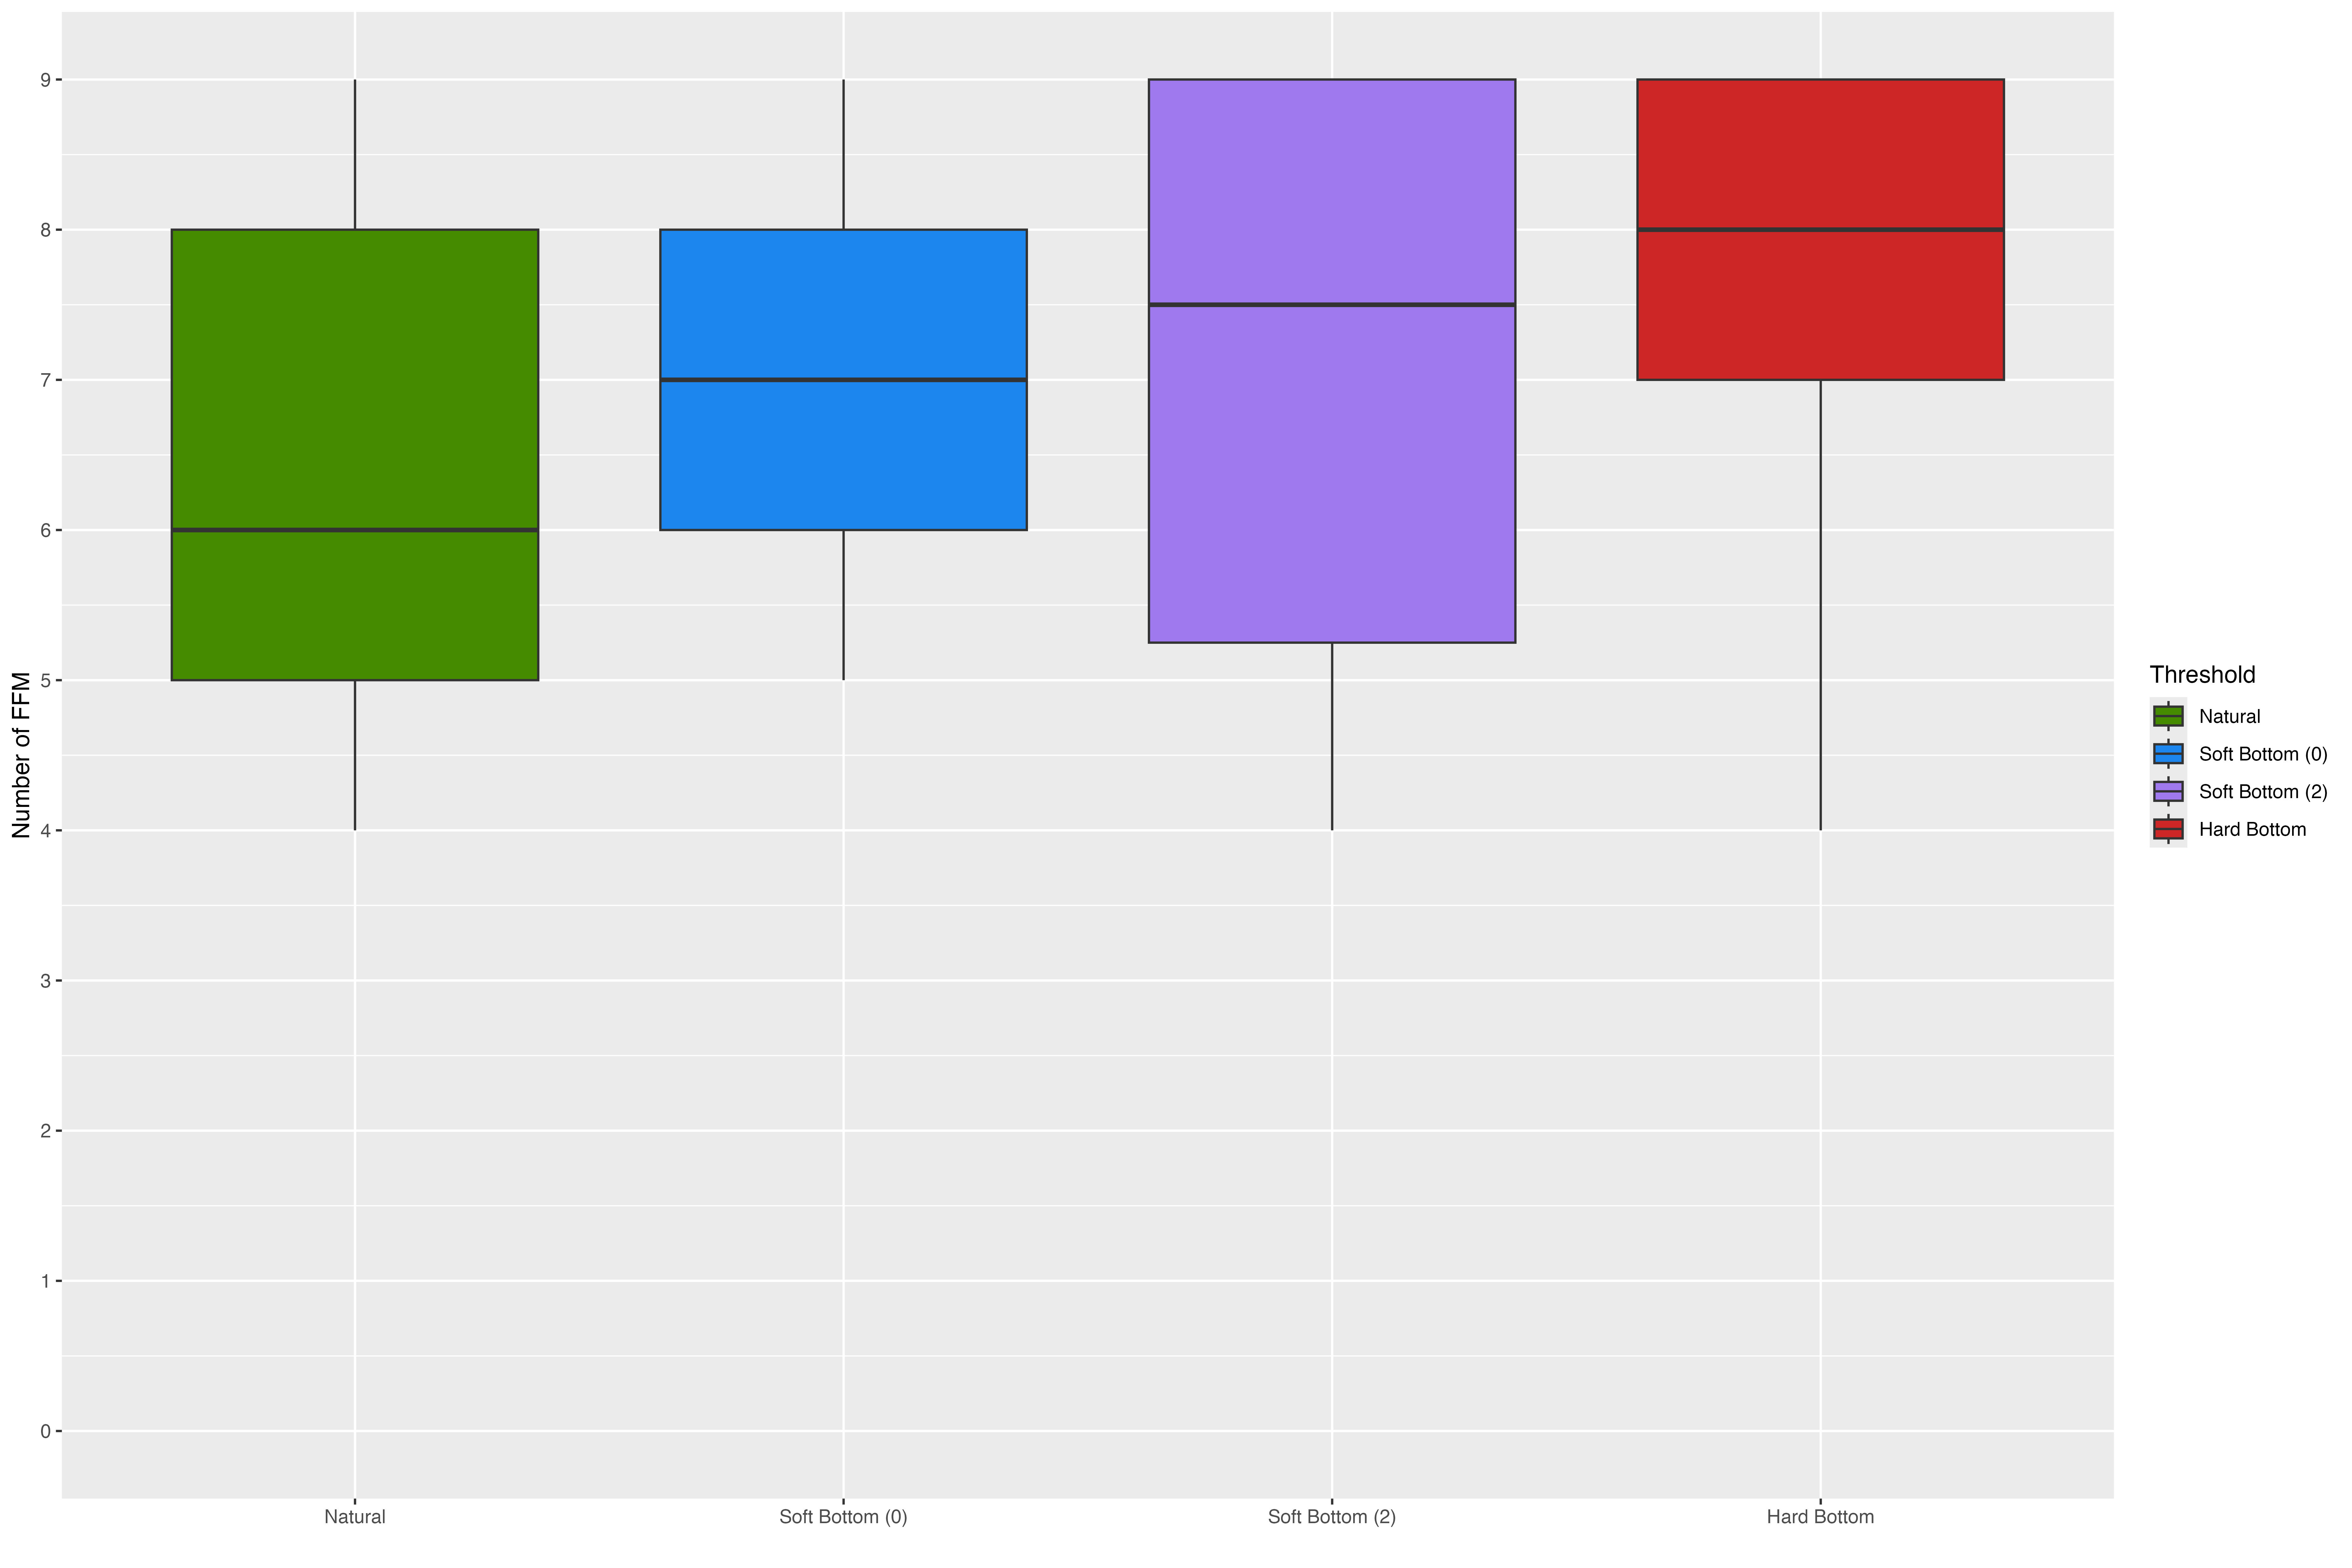 Number of FFM
9
8
7
6
5
4
3
2
1
0
Natural
Soft Bottom (0)
Soft Bottom (2)
Hard Bottom
Threshold
Natural
Soft Bottom (0)
Soft Bottom (2)
Hard Bottom